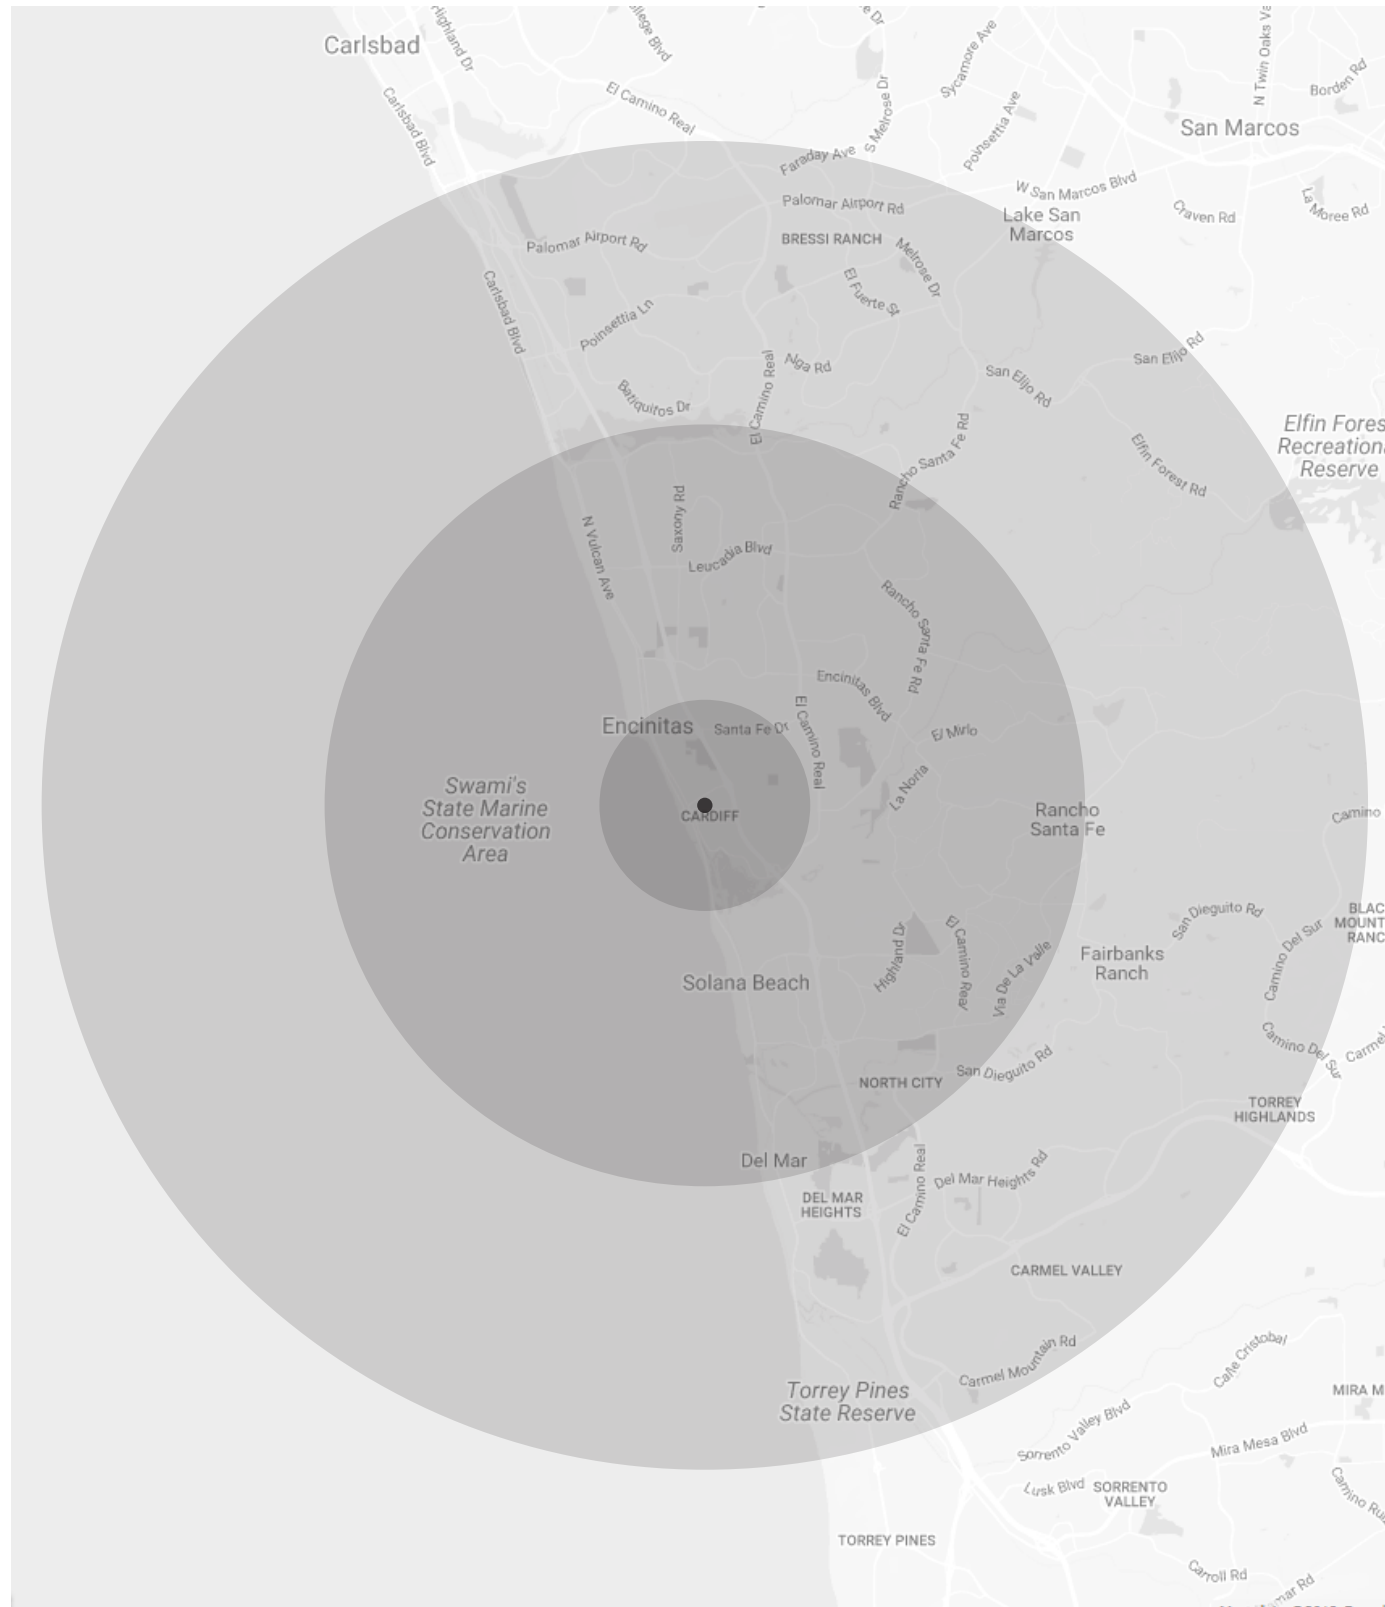 Carlsbad
Highland Dr
College Blvd
Sycamore Ave
N Twin Oaks
Borden Rd
El Camino Real
Carlsbad Blvd
S Melrose Dr
Poinsettia Ave
San Marcos
Faraday Ave
W San Marcos Blvd
Palomar Airport Rd
Lake San
Marcos
Craven Rd
La Moree Rd
Palomar Airport Rd
BRESSI RANCH
Melrose Dr
Carlsbad Blvd
El Fuerte St
Poinsettia Ln
Nga Rd
San Elijo Rd
San Elijo Rd
Batiquitos Dr
El Camino Real
Rancho Santa Fe Rd
Elfin Forest Rd
Elfin Fores
Recreation
Reserve
Saxony Rd
N Vulcan Ave
Leucadia Blvd
Rancho Santa Fe Rd
Encinitas Blvd
Encinitas
Santa Fe Dr
El Camino Real
El Mirlo
La Noria
Swami's
State Marine
Conservation
Area
CARDIFF
Rancho
Santa Fe
Camino
BLAC
MOUNT
RANC
San Dieguito Rd
Camino Del Sur
Highland Dr
El Camino Real
Via De La Valle
Fairbanks
Ranch
Solana Beach
Camino Del Sur
Carmel
San Dieguito Rd
NORTH CITY
TORREY
HIGHLANDS
Del Mar
El Camino Real
Del Mar Heights Rd
DEL MAR
HEIGHTS
CARMEL VALLEY
Carmel Mountain Rd
Calle Cristobal
Torrey Pines
State Reserve
MIRA M
Sorrento Valley Blvd
Mira Mesa Blvd
Lusk Blvd
SORRENTO
VALLEY
Camino Rui
TORREY PINES
Carroll Rd
mar Rd